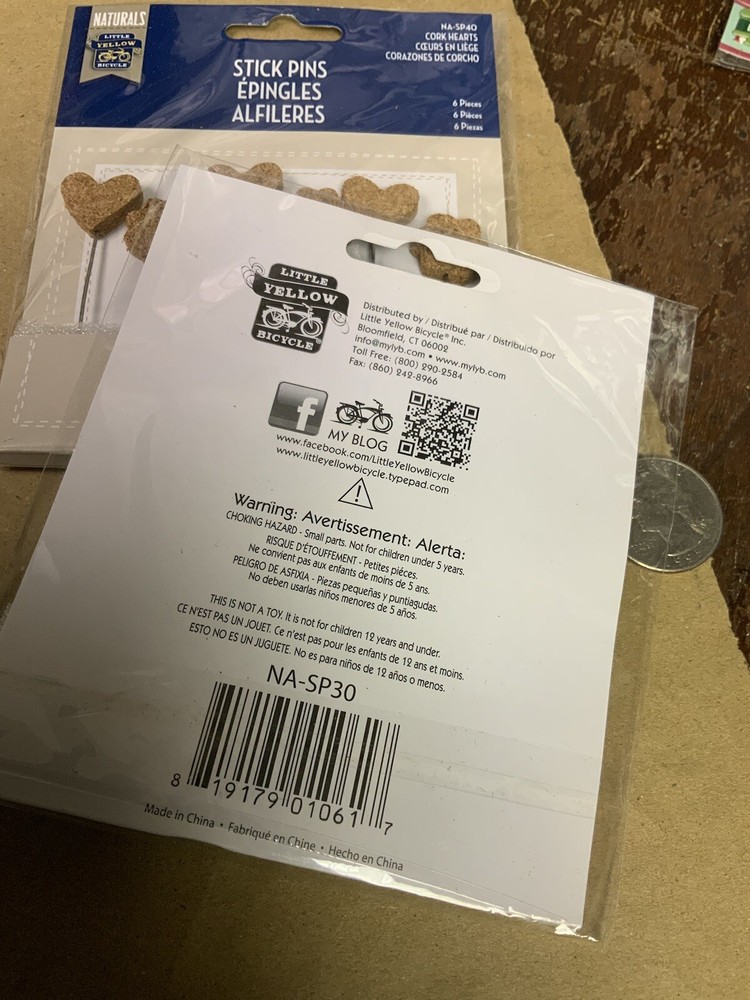 NATURALS
LITTLE
YELLOW
BICYCLE
STICK PINS
ÉPINGLES
ALFILERES
NA-SP40
CORK HEARTS
CŒURS EN LIÈGE
CORAZONES DE CORCHO
6 Pieces
6 Pièces
6 Piezas
LITTLE
YELLOW
BICYCLE®
Distributed by / Distribué par / Distribuido por
Little Yellow Bicycle® Inc.
Bloomfield, CT 06002
info@mylyb.com • www.mylyb.com
Toll Free: (800) 290-2584
Fax: (860) 242-8966
f
MY BLOG
www.facebook.com/LittleYellowBicycle
www.littleyellowbicycle.typepad.com
Warning: Avertissement: Alerta:
CHOKING HAZARD - Small parts. Not for children under 5 years.
RISQUE D'ÉTOUFFEMENT - Petites piéces.
Ne convient pas aux enfants de moins de 5 ans.
PELIGRO DE ASFIXIA - Piezas pequeñas y puntiagudas.
No deben usarlas niños menores de 5 años.
THIS IS NOT A TOY. It is not for children 12 years and under.
CE N'EST PAS UN JOUET. Ce n'est pas pour les enfants de 12 ans et moins.
ESTO NO ES UN JUGUETE. No es para niños de 12 años o menos.
NA-SP30
8 19179 01061 7
Made in China • Fabriqué en Chine • Hecho en China